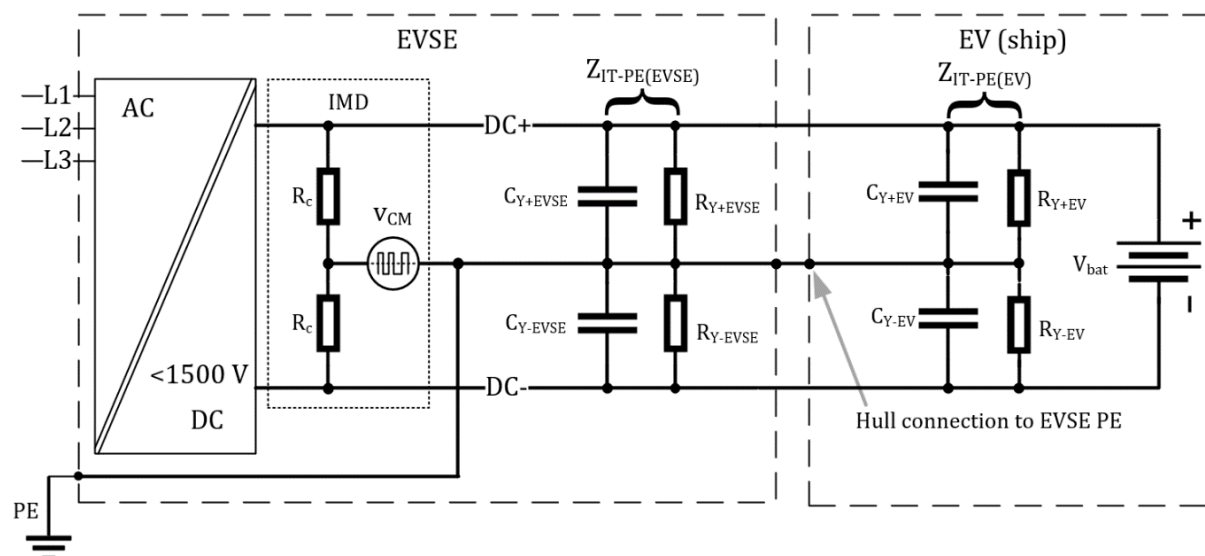 EVSE
EV (ship)
Z_IT-PE(EVSE)
Z_IT-PE(EV)
AC
IMD
L1
L2
L3
DC+
R_c
v_CM
C_Y+EVSE
R_Y+EVSE
C_Y+EV
R_Y+EV
+
V_bat
-
R_c
C_Y-EVSE
R_Y-EVSE
C_Y-EV
R_Y-EV
<1500 V
DC
DC-
Hull connection to EVSE PE
PE